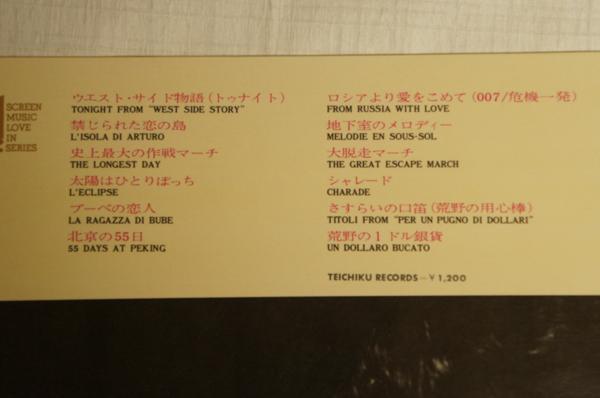 SCREEN
MUSIC
LOVE
IN
SERIES
ウエスト・サイド物語(トゥナイト)
TONIGHT FROM "WEST SIDE STORY"
禁じられた恋の島
L'ISOLA DI ARTURO
史上最大の作戦マーチ
THE LONGEST DAY
太陽はひとりぼっち
L'ECLIPSE
ブーベの恋人
LA RAGAZZA DI BUBE
北京の55日
55 DAYS AT PEKING
ロシアより愛をこめて(007/危機一発)
FROM RUSSIA WITH LOVE
地下室のメロディー
MELODIE EN SOUS-SOL
大脱走マーチ
THE GREAT ESCAPE MARCH
シャレード
CHARADE
さすらいの口笛(荒野の用心棒)
TITOLI FROM "PER UN PUGNO DI DOLLARI"
荒野の1ドル銀貨
UN DOLLARO BUCATO
TEICHIKU RECORDS—¥1,200